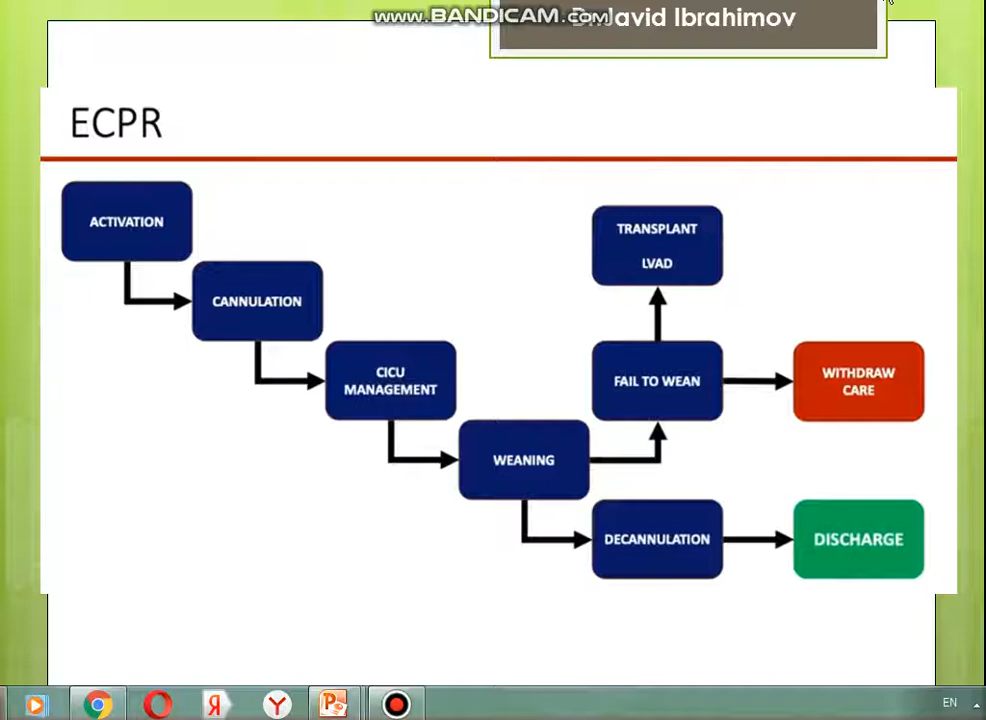 www.BANDICAM.com
Javid Ibrahimov
ECPR
ACTIVATION
CANNULATION
CICU
MANAGEMENT
WEANING
TRANSPLANT
LVAD
FAIL TO WEAN
WITHDRAW
CARE
DECANNULATION
DISCHARGE
EN